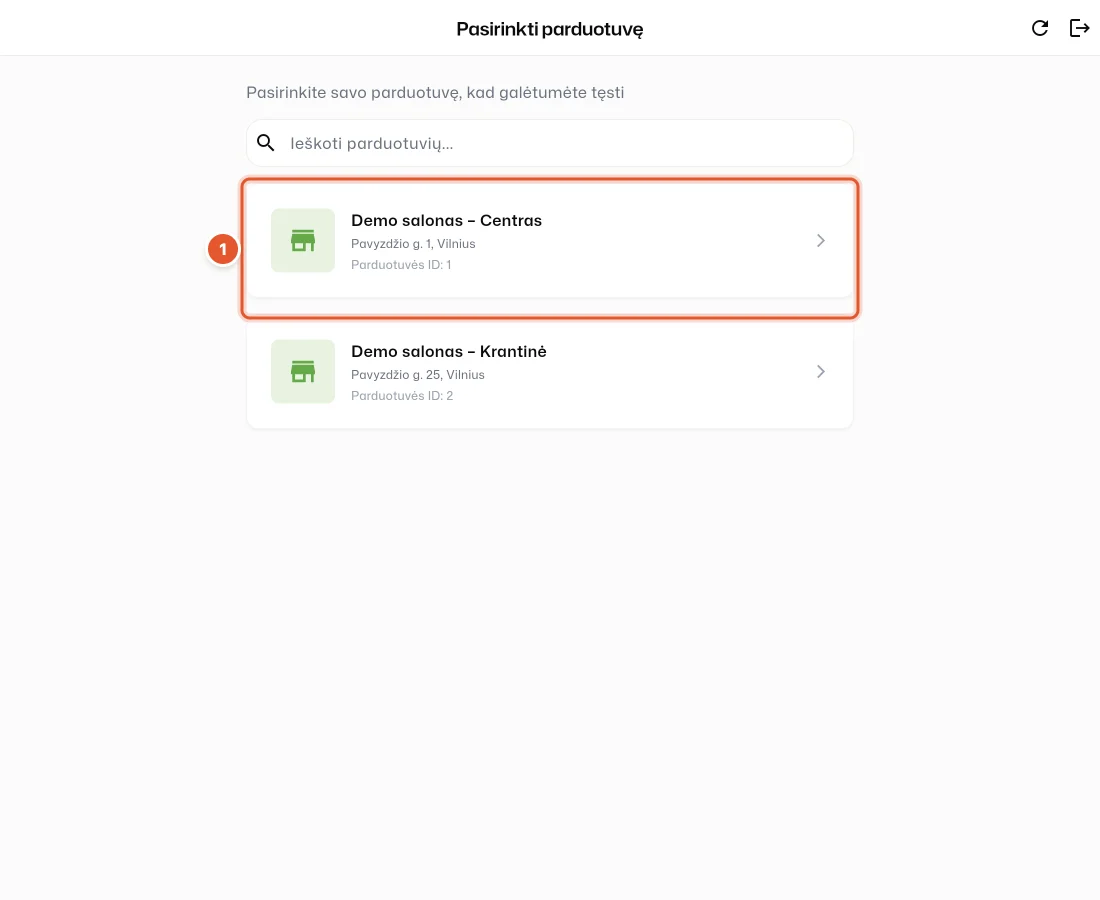 Pasirinkti parduotuvę
Pasirinkite savo parduotuvę, kad galėtumėte tęsti
Ieškoti parduotuvių...
1
Demo salonas – Centras
Pavyzdžio g. 1, Vilnius
Parduotuvės ID: 1
Demo salonas – Krantinė
Pavyzdžio g. 25, Vilnius
Parduotuvės ID: 2